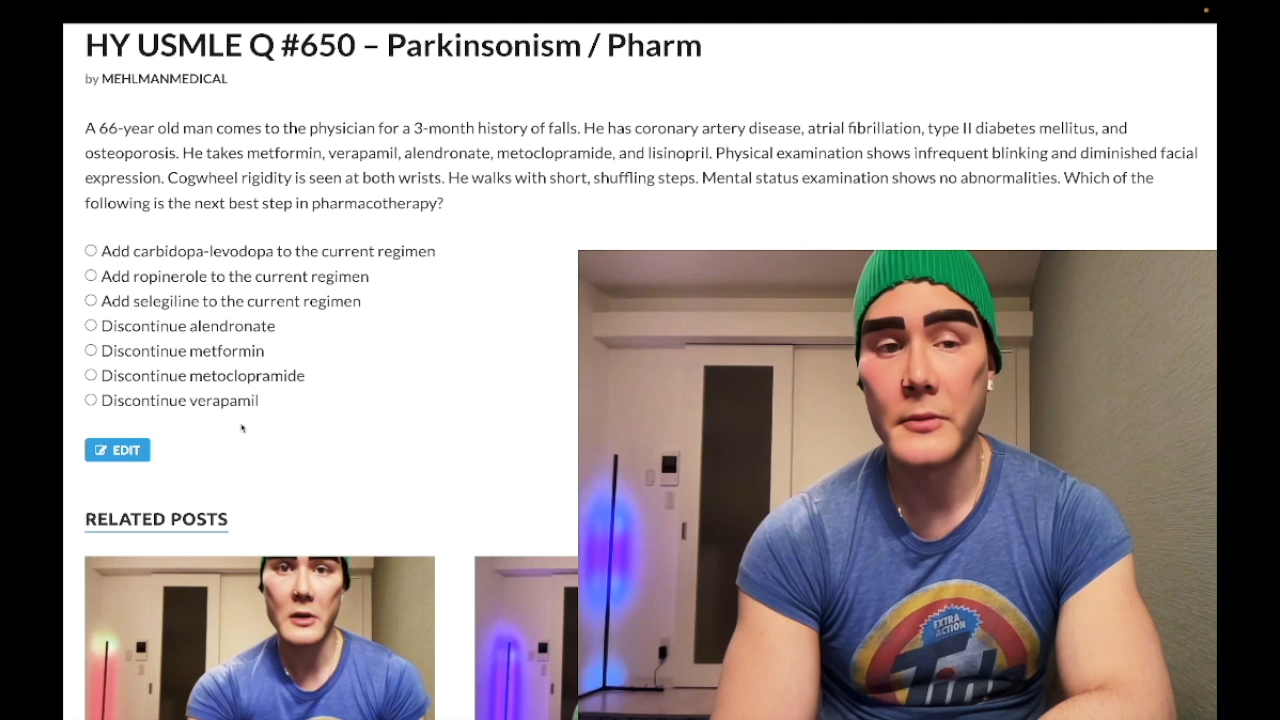 HY USMLE Q #650 – Parkinsonism / Pharm
by MEHLMANMEDICAL
A 66-year old man comes to the physician for a 3-month history of falls. He has coronary artery disease, atrial fibrillation, type II diabetes mellitus, and
osteoporosis. He takes metformin, verapamil, alendronate, metoclopramide, and lisinopril. Physical examination shows infrequent blinking and diminished facial
expression. Cogwheel rigidity is seen at both wrists. He walks with short, shuffling steps. Mental status examination shows no abnormalities. Which of the
following is the next best step in pharmacotherapy?
Add carbidopa-levodopa to the current regimen
Add ropinerole to the current regimen
Add selegiline to the current regimen
Discontinue alendronate
Discontinue metformin
Discontinue metoclopramide
Discontinue verapamil
EDIT
RELATED POSTS
EXTRA
ACTION